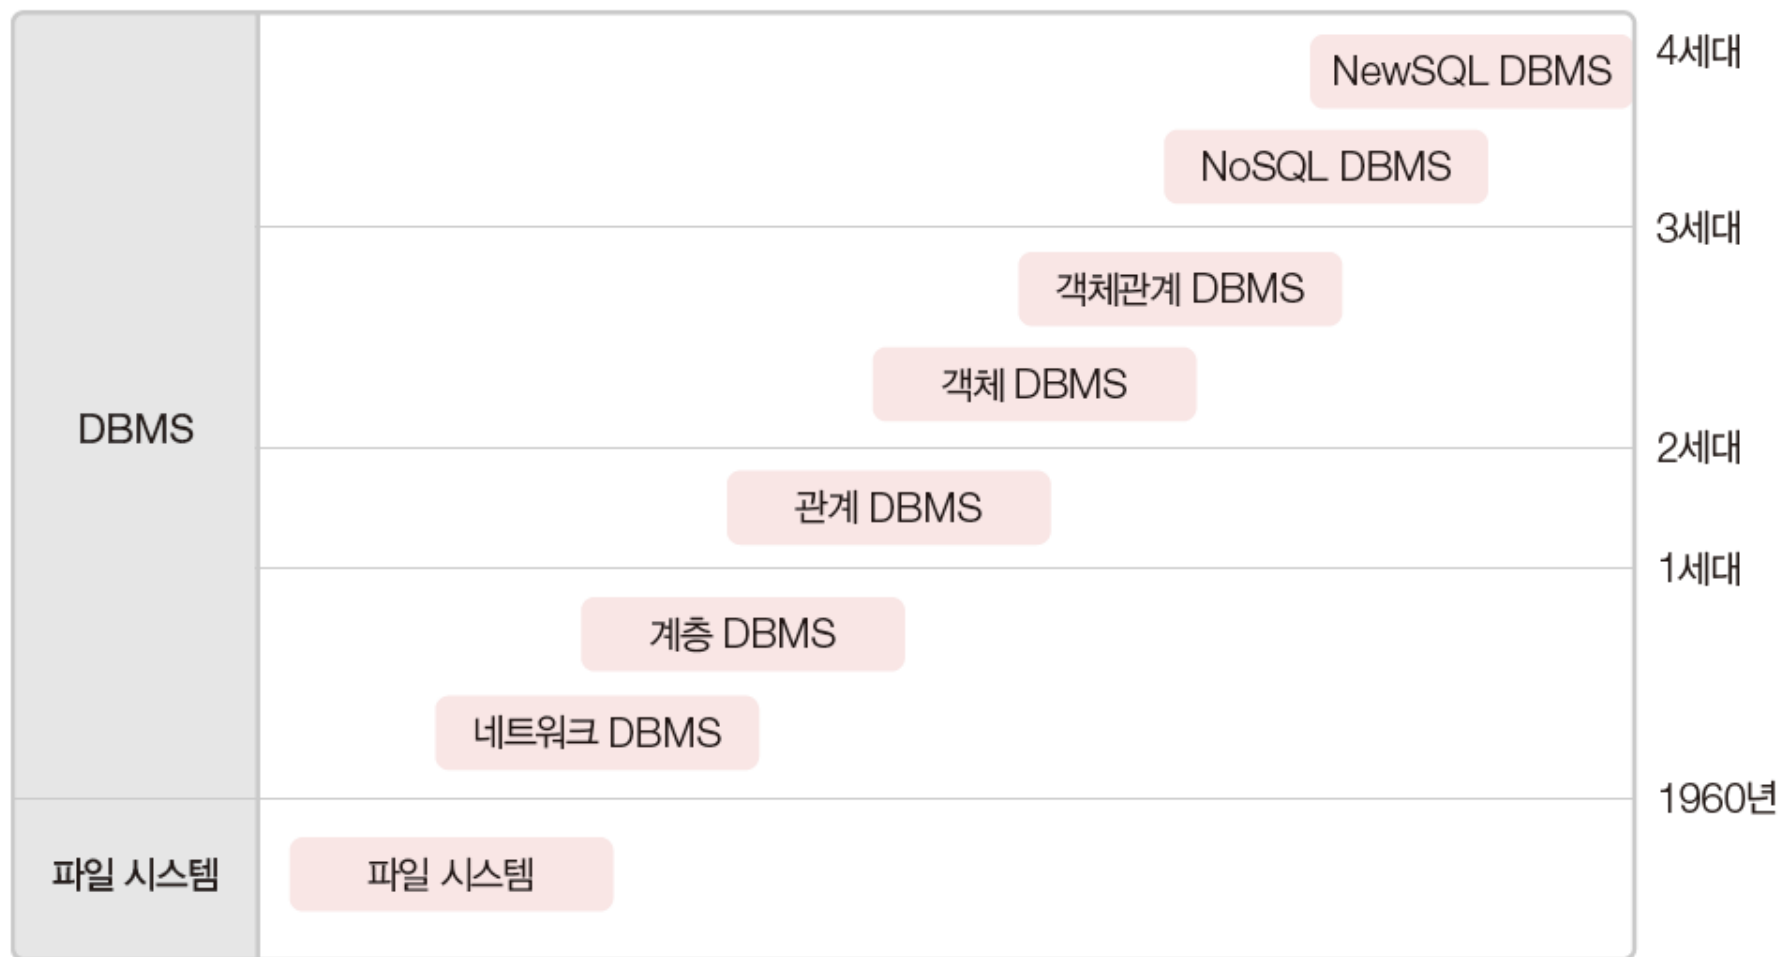 NewSQL DBMS
4세대
NoSQL DBMS
3세대
객체관계 DBMS
객체 DBMS
DBMS
2세대
관계 DBMS
1세대
계층 DBMS
네트워크 DBMS
1960년
파일 시스템
파일 시스템